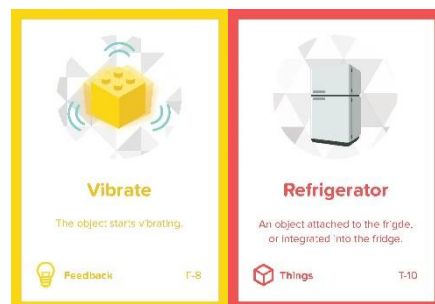 Vibrate
The object starts vibrating.
Feedback
F-8
Refrigerator
An object attached to the frigde,
or integrated into the fridge.
Things
T-10